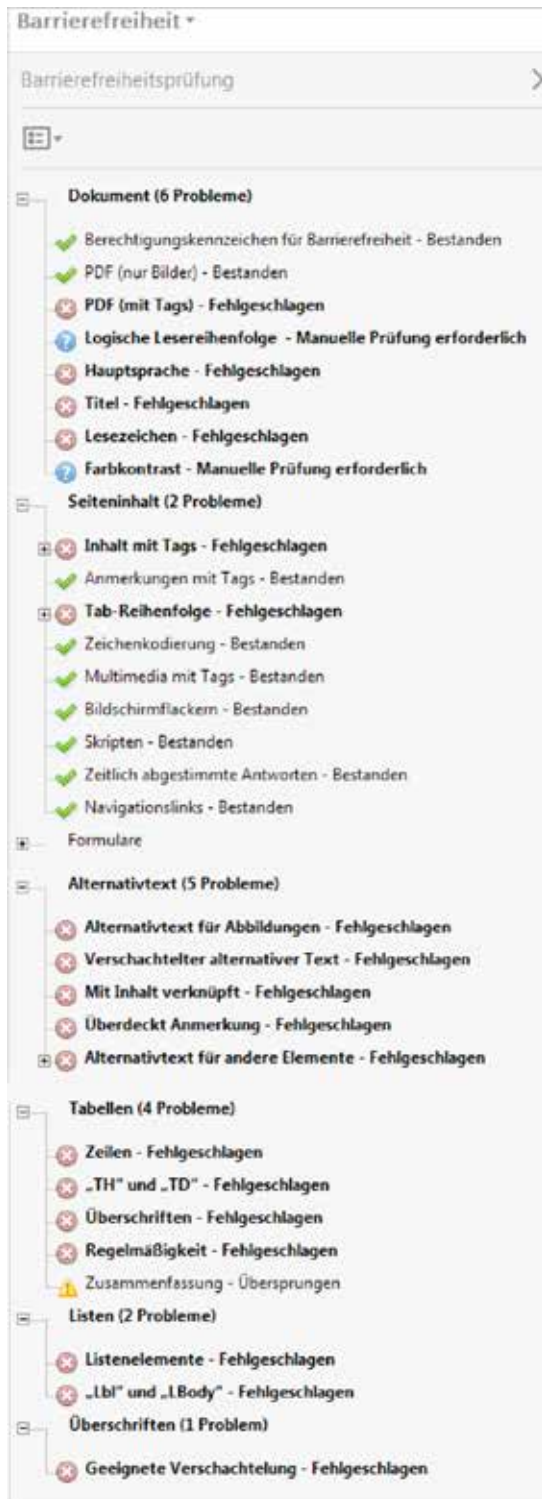 Barrierefreiheit
Barrierefreiheitsprüfung
Dokument (6 Probleme)
Berechtigungskennzeichen für Barrierefreiheit - Bestanden
PDF (nur Bilder) - Bestanden
PDF (mit Tags) - Fehlgeschlagen
Logische Lesereihenfolge - Manuelle Prüfung erforderlich
Hauptsprache - Fehlgeschlagen
Titel - Fehlgeschlagen
Lesezeichen - Fehlgeschlagen
Farbkontrast - Manuelle Prüfung erforderlich
Seiteninhalt (2 Probleme)
Inhalt mit Tags - Fehlgeschlagen
Anmerkungen mit Tags - Bestanden
Tab-Reihenfolge - Fehlgeschlagen
Zeichenkodierung - Bestanden
Multimedia mit Tags - Bestanden
Bildschirmflackern - Bestanden
Skripten - Bestanden
Zeitlich abgestimmte Antworten - Bestanden
Navigationslinks - Bestanden
Formulare
Alternativtext (5 Probleme)
Alternativtext für Abbildungen - Fehlgeschlagen
Verschachtelter alternativer Text - Fehlgeschlagen
Mit Inhalt verknüpft - Fehlgeschlagen
Überdeckt Anmerkung - Fehlgeschlagen
Alternativtext für andere Elemente - Fehlgeschlagen
Tabellen (4 Probleme)
Zeilen - Fehlgeschlagen
„TH" und „TD" - Fehlgeschlagen
Überschriften - Fehlgeschlagen
Regelmäßigkeit - Fehlgeschlagen
Zusammenfassung - Übersprungen
Listen (2 Probleme)
Listenelemente - Fehlgeschlagen
„Lbl" und „LBody" - Fehlgeschlagen
Überschriften (1 Problem)
Geeignete Verschachtelung - Fehlgeschlagen